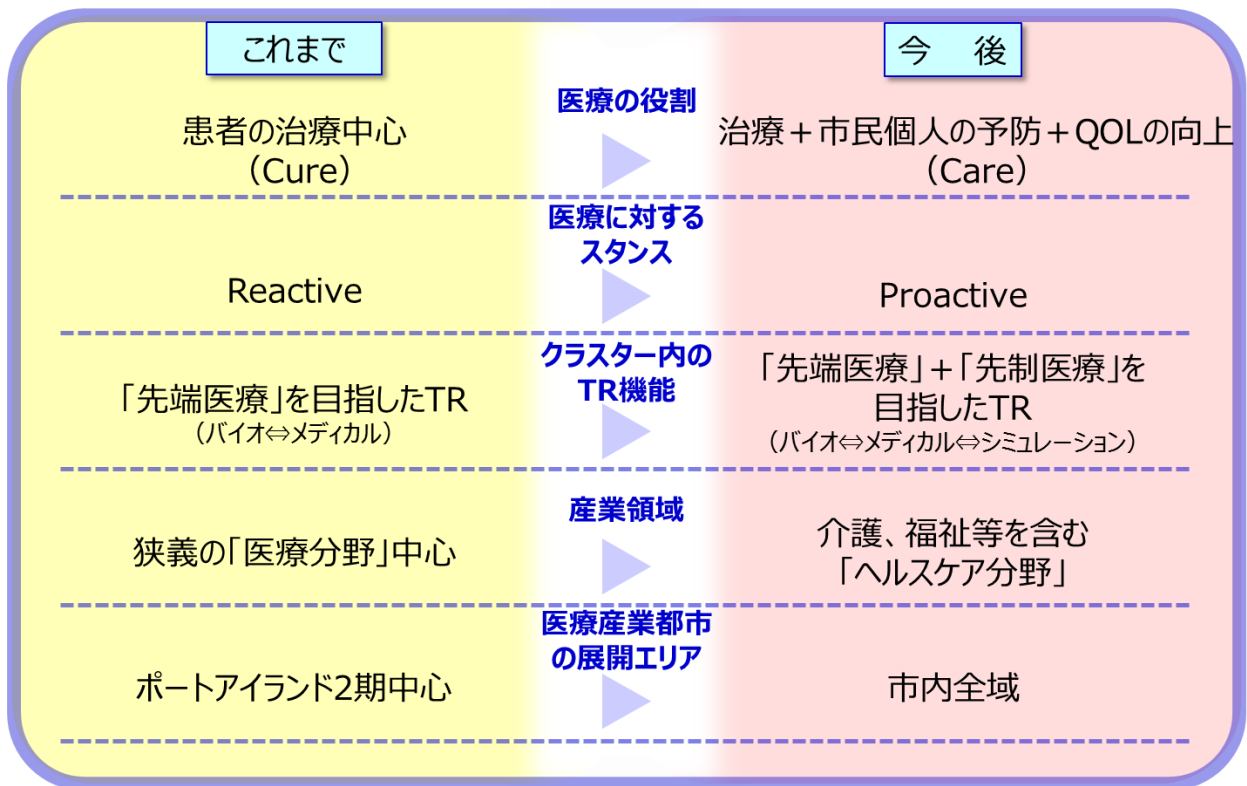 これまで
今 後
医療の役割
患者の治療中心
（Cure）
治療＋市民個人の予防＋QOLの向上
（Care）
医療に対する
スタンス
Reactive
Proactive
クラスター内の
TR機能
「先端医療」を目指したTR
（バイオ⇔メディカル）
「先端医療」＋「先制医療」を
目指したTR
（バイオ⇔メディカル⇔シミュレーション）
産業領域
狭義の「医療分野」中心
介護、福祉等を含む
「ヘルスケア分野」
医療産業都市
の展開エリア
ポートアイランド2期中心
市内全域